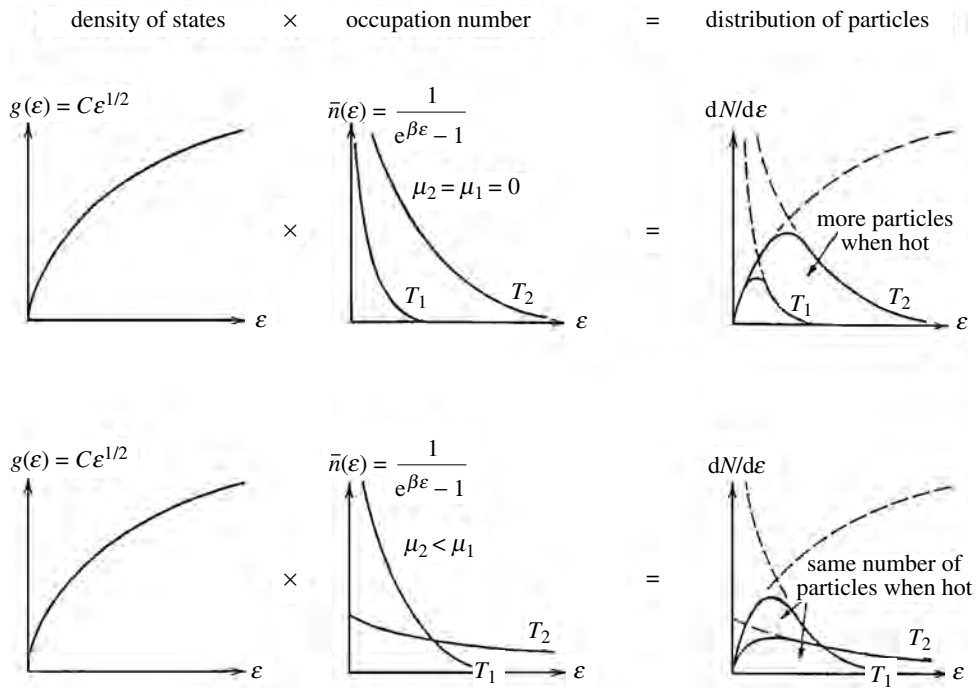 density of states × occupation number = distribution of particles
g(ε) = Cε^{1/2}
n̄(ε) = 1 / (e^{βε} − 1)
dN/dε
μ₂ = μ₁ = 0
× =
more particles
when hot
T₁ T₂ T₁ T₂
ε ε ε
g(ε) = Cε^{1/2}
n̄(ε) = 1 / (e^{βε} − 1)
dN/dε
μ₂ < μ₁
× =
same number of
particles when hot
T₂ T₂
T₁ T₁
ε ε ε